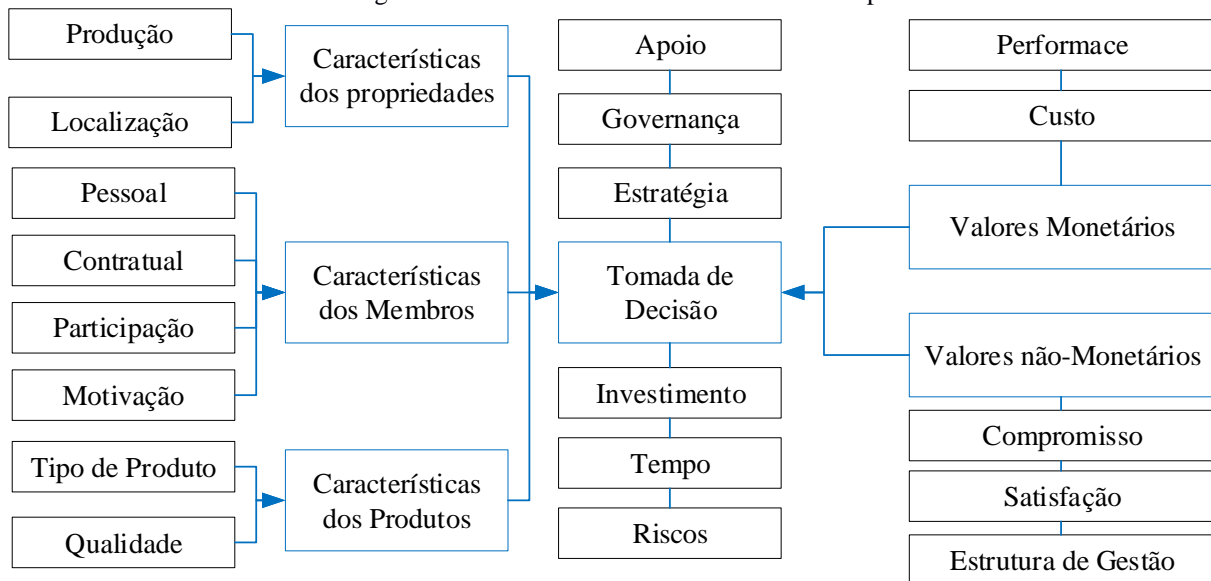 Produção
Localização
Características
dos propriedades
Pessoal
Contratual
Participação
Motivação
Características
dos Membros
Tipo de Produto
Qualidade
Características
dos Produtos
Apoio
Governança
Estratégia
Tomada de
Decisão
Investimento
Tempo
Riscos
Performace
Custo
Valores Monetários
Valores não-Monetários
Compromisso
Satisfação
Estrutura de Gestão